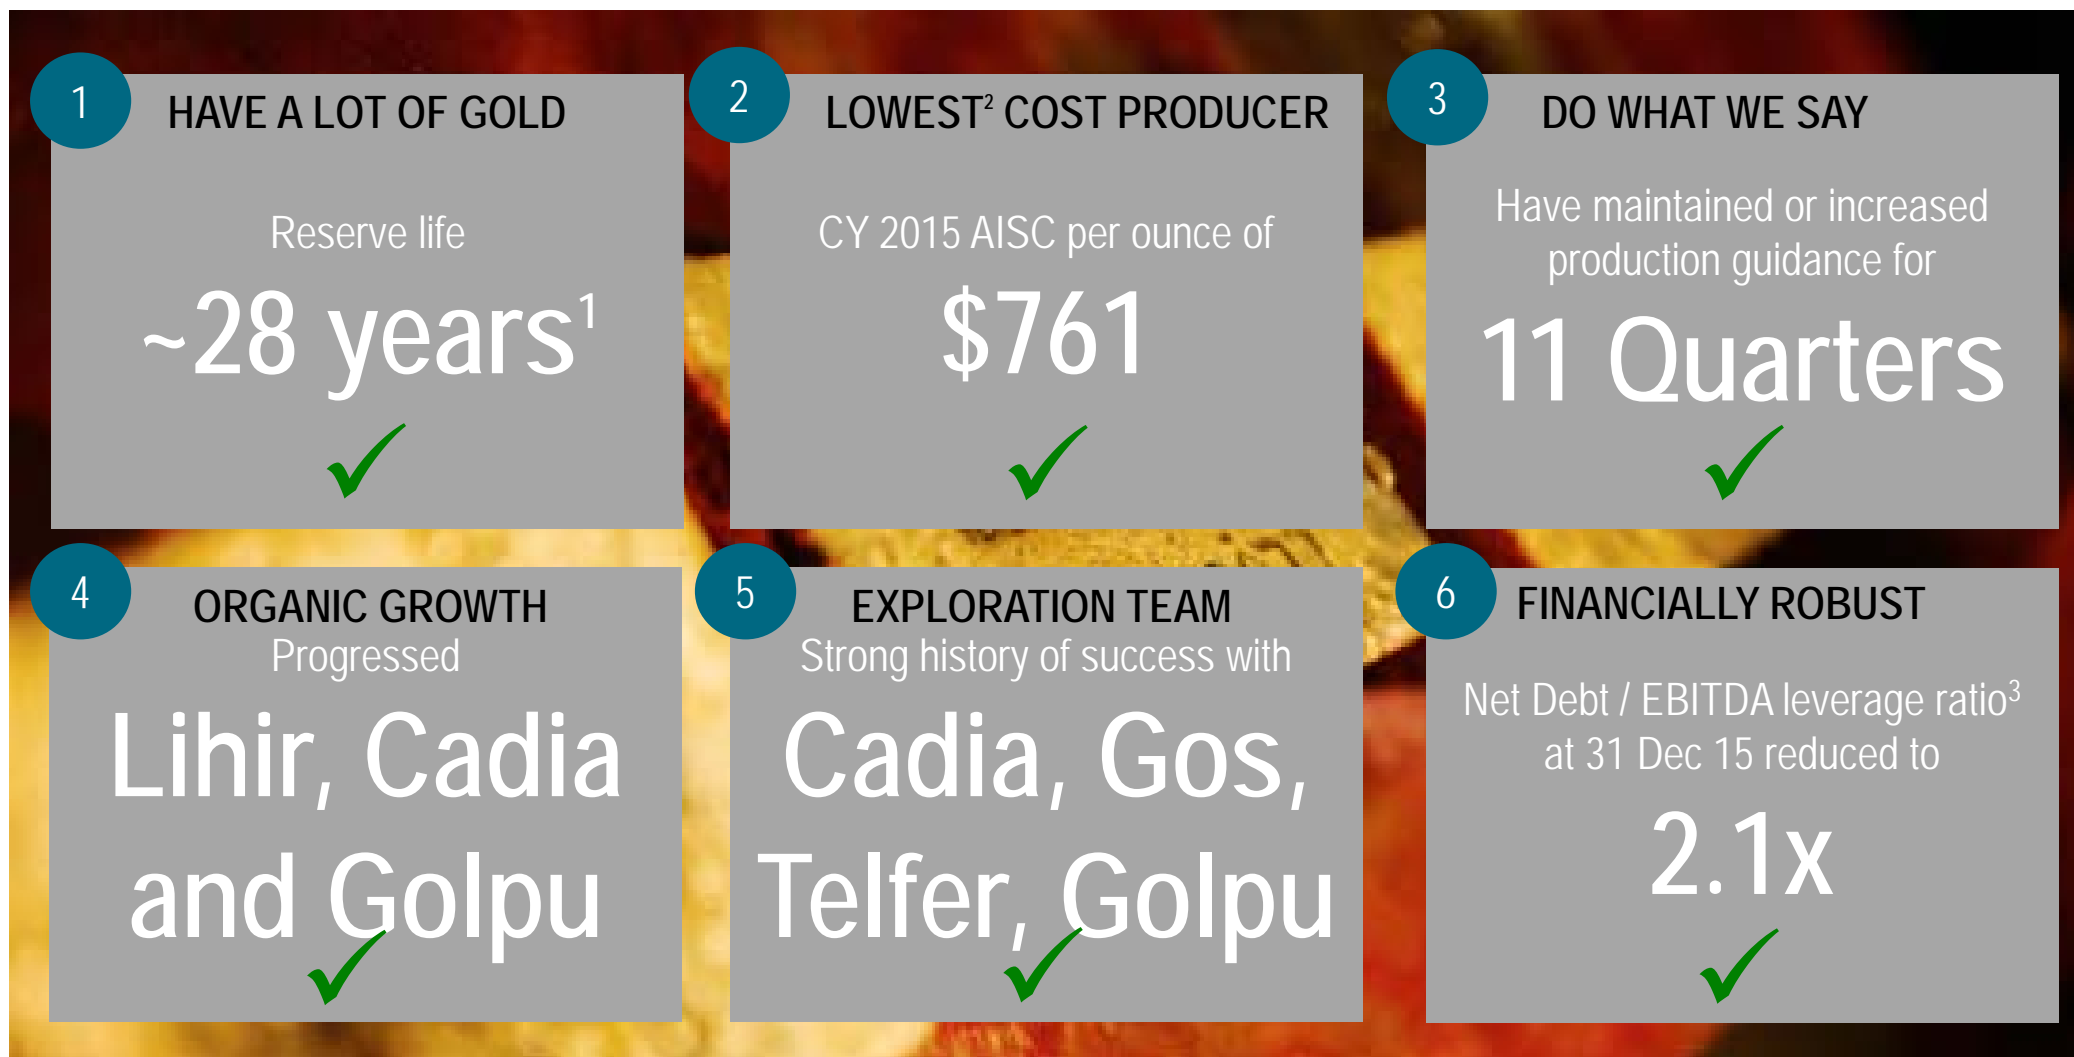 1
HAVE A LOT OF GOLD
Reserve life
~28 years¹
2
LOWEST² COST PRODUCER
CY 2015 AISC per ounce of
$761
3
DO WHAT WE SAY
Have maintained or increased
production guidance for
11 Quarters
4
ORGANIC GROWTH
Progressed
Lihir, Cadia
and Golpu
5
EXPLORATION TEAM
Strong history of success with
Cadia, Gos,
Telfer, Golpu
6
FINANCIALLY ROBUST
Net Debt / EBITDA leverage ratio³
at 31 Dec 15 reduced to
2.1x